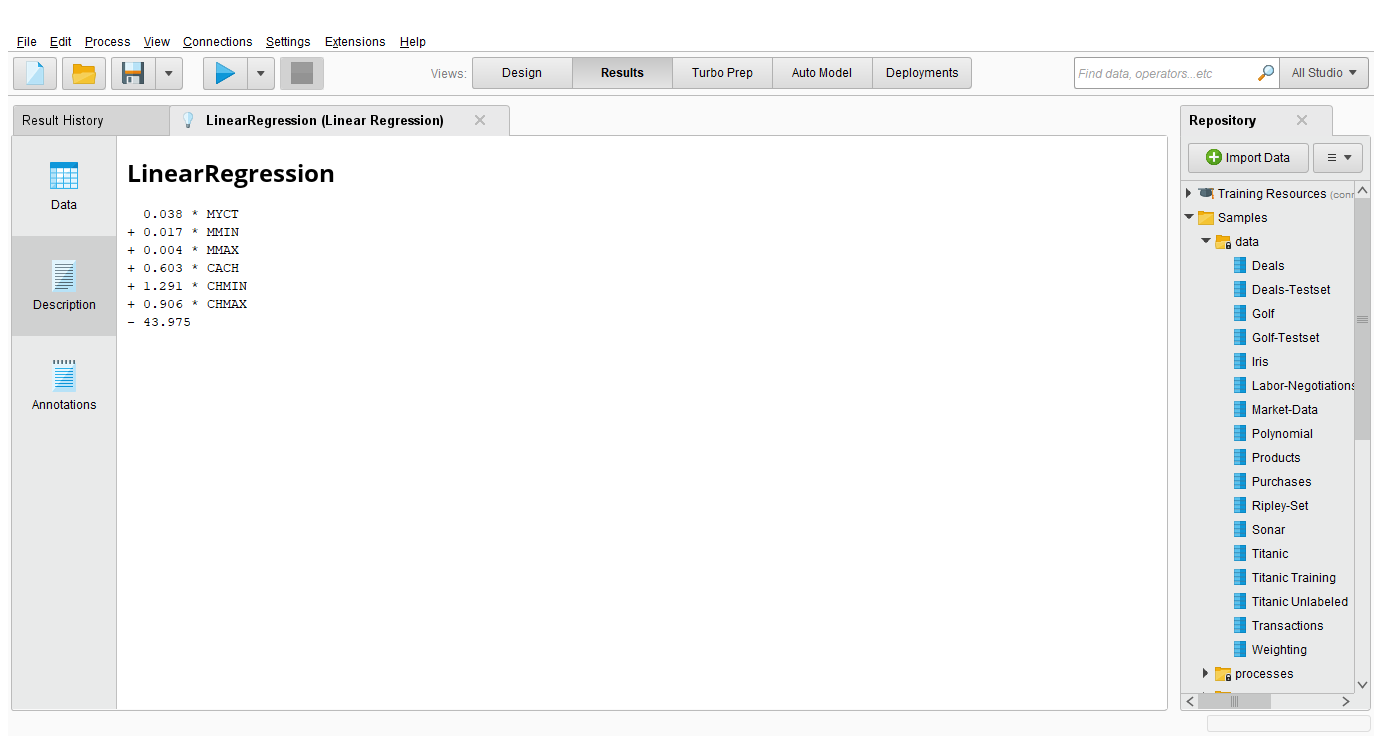 File Edit Process View Connections Settings Extensions Help
Views: Design Results Turbo Prep Auto Model Deployments Find data, operators...etc All Studio
Result History LinearRegression (Linear Regression) Repository
Import Data
Data
Description
Annotations
LinearRegression
0.038 * MYCT
+ 0.017 * MMIN
+ 0.004 * MMAX
+ 0.603 * CACH
+ 1.291 * CHMIN
+ 0.906 * CHMAX
- 43.975
Training Resources (conn
Samples
data
Deals
Deals-Testset
Golf
Golf-Testset
Iris
Labor-Negotiations
Market-Data
Polynomial
Products
Purchases
Ripley-Set
Sonar
Titanic
Titanic Training
Titanic Unlabeled
Transactions
Weighting
processes